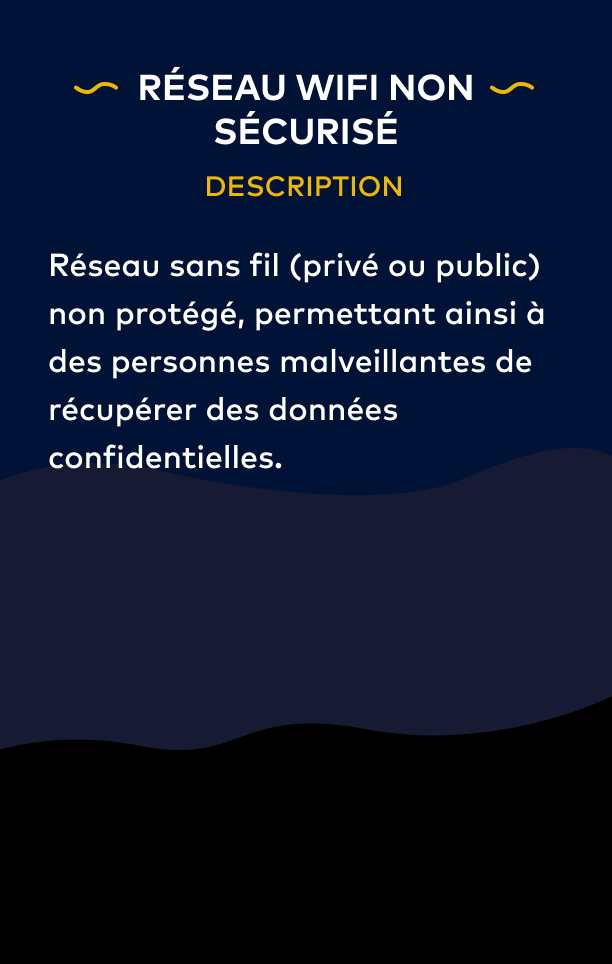 RÉSEAU WIFI NON
SÉCURISÉ
DESCRIPTION
Réseau sans fil (privé ou public)
non protégé, permettant ainsi à
des personnes malveillantes de
récupérer des données
confidentielles.